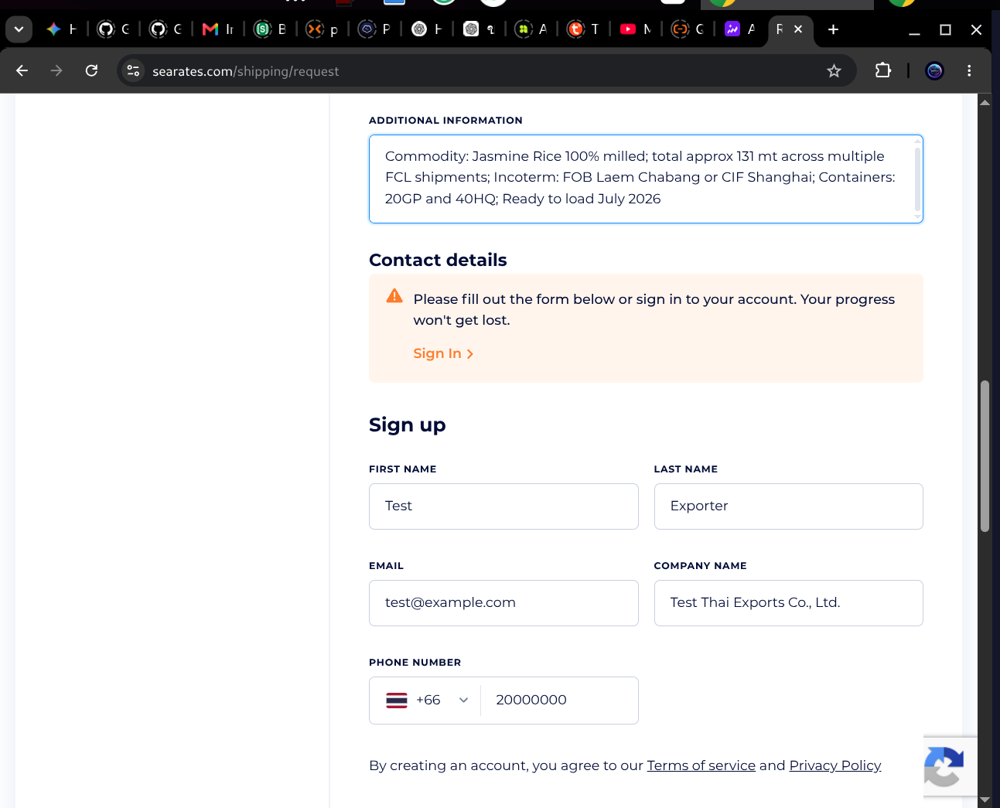 searates.com/shipping/request
ADDITIONAL INFORMATION
Commodity: Jasmine Rice 100% milled; total approx 131 mt across multiple
FCL shipments; Incoterm: FOB Laem Chabang or CIF Shanghai; Containers:
20GP and 40HQ; Ready to load July 2026
Contact details
Please fill out the form below or sign in to your account. Your progress
won't get lost.
Sign In
Sign up
FIRST NAME
LAST NAME
Test
Exporter
EMAIL
COMPANY NAME
test@example.com
Test Thai Exports Co., Ltd.
PHONE NUMBER
+66
20000000
By creating an account, you agree to our Terms of service and Privacy Policy